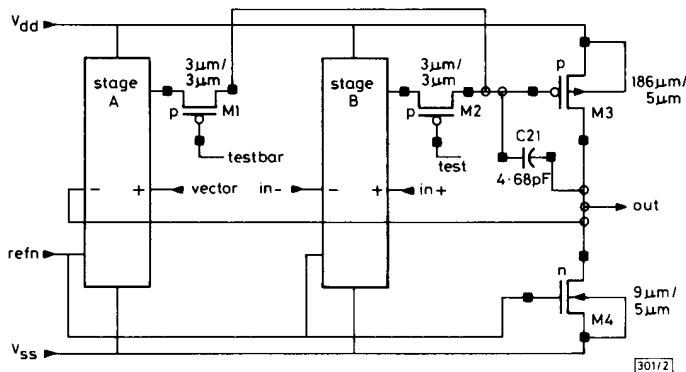 Vdd
stage A
3μm/
3μm
p
M1
testbar
stage B
3μm/
3μm
p
M2
test
p
186μm/
5μm
M3
C21
4·68pF
−
+
vector
in−
−
+
in+
out
refn
n
9μm/
5μm
M4
Vss
301/2